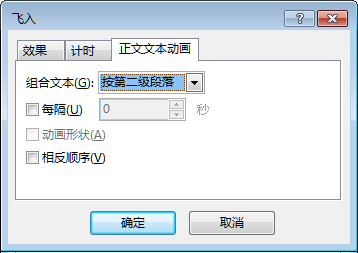 飞入
效果 计时 正文文本动画
组合文本(G): 按第二级段落
每隔(U) 0 秒
动画形状(A)
相反顺序(V)
确定 取消